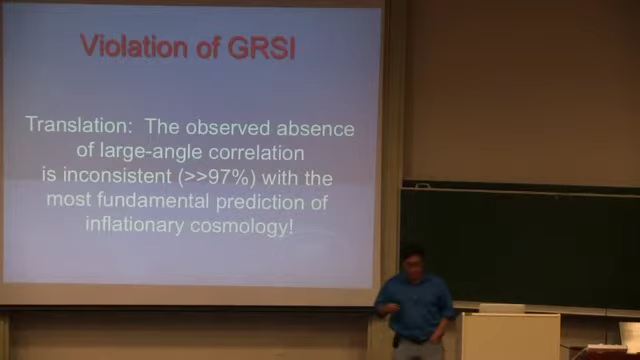 Violation of GRSI
Translation: The observed absence
of large-angle correlation
is inconsistent (>>97%) with the
most fundamental prediction of
inflationary cosmology!